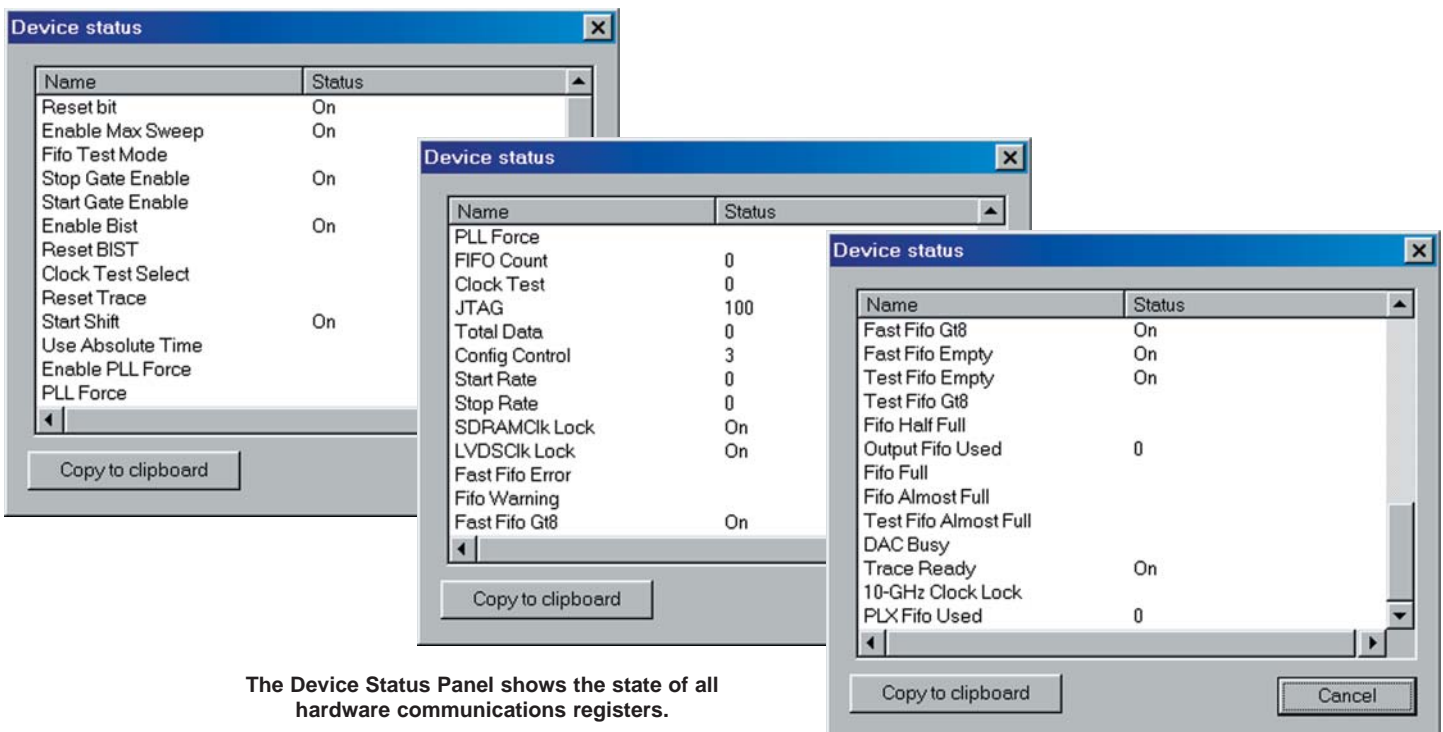 Device status
Name Status
Reset bit On
Enable Max Sweep On
Fifo Test Mode
Stop Gate Enable On
Start Gate Enable
Enable Bist On
Reset BIST
Clock Test Select
Reset Trace
Start Shift On
Use Absolute Time
Enable PLL Force
PLL Force
Copy to clipboard
Device status
Name Status
PLL Force
FIFO Count 0
Clock Test 0
JTAG 100
Total Data 0
Config Control 3
Start Rate 0
Stop Rate 0
SDRAMClk Lock On
LVDSClk Lock On
Fast Fifo Error
Fifo Warning
Fast Fifo Gt8 On
Copy to clipboard
Device status
Name Status
Fast Fifo Gt8 On
Fast Fifo Empty On
Test Fifo Empty On
Test Fifo Gt8
Fifo Half Full
Output Fifo Used 0
Fifo Full
Fifo Almost Full
Test Fifo Almost Full
DAC Busy
Trace Ready On
10-GHz Clock Lock
PLX Fifo Used 0
Copy to clipboard Cancel
The Device Status Panel shows the state of all
hardware communications registers.